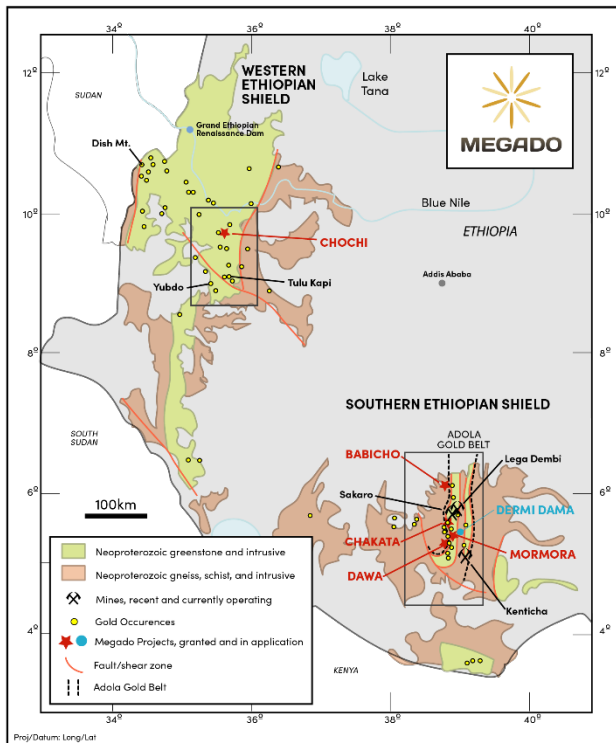 34º 36º 38º 40º
12º
WESTERN
ETHIOPIAN
SHIELD
Lake
Tana
MEGADO
SUDAN
Grand Ethiopian
Renaissance Dam
Dish Mt.
Blue Nile
10º
10º
ETHIOPIA
CHOCHI
Addis Ababa
Yubdo
Tulu Kapi
8º
8º
SOUTHERN ETHIOPIAN SHIELD
SOUTH
SUDAN
ADOLA
GOLD BELT
BABICHO
Lega Dembi
6º
6º
Sakaro
DERMI DAMA
100km
CHAKATA
MORMORA
DAWA
Kenticha
Neoproterozoic greenstone and intrusive
Neoproterozoic gneiss, schist, and intrusive
Mines, recent and currently operating
Gold Occurences
Megado Projects, granted and in application
Fault/shear zone
Adola Gold Belt
4º
4º
KENYA
34º 36º 38º 40º
Proj/Datum: Long/Lat